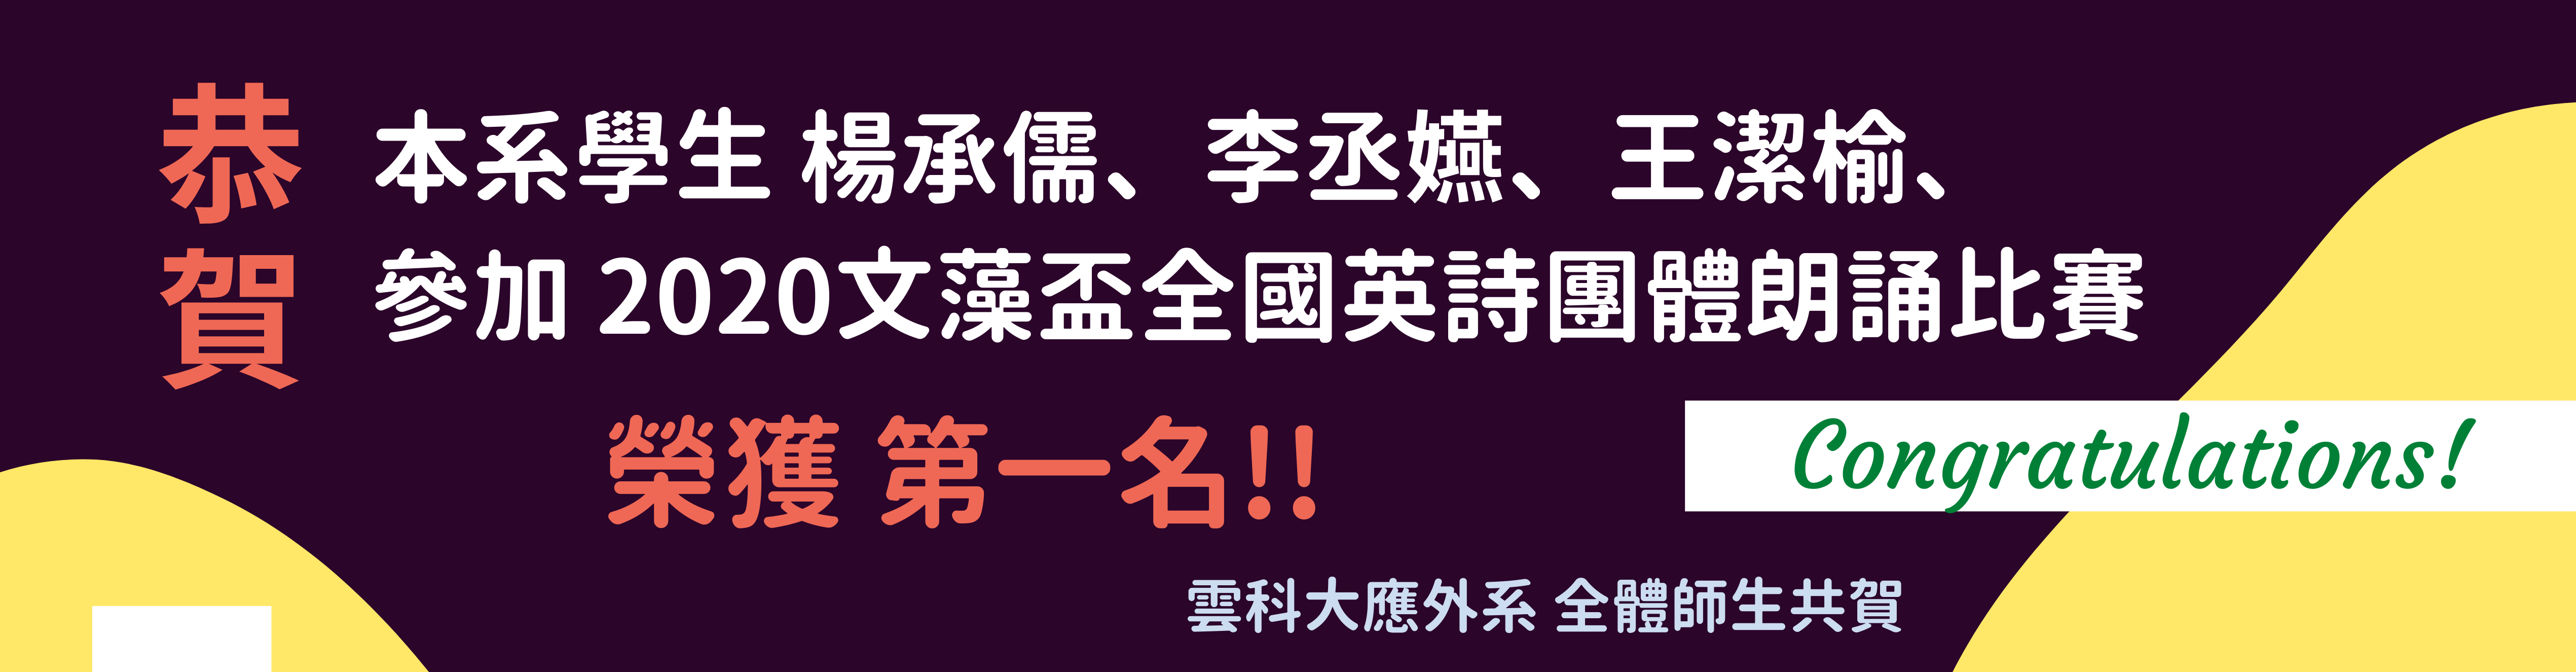 恭賀
本系學生 楊承儒、李丞嬿、王潔榆、
參加 2020文藻盃全國英詩團體朗誦比賽
榮獲 第一名!!
Congratulations!
雲科大應外系 全體師生共賀